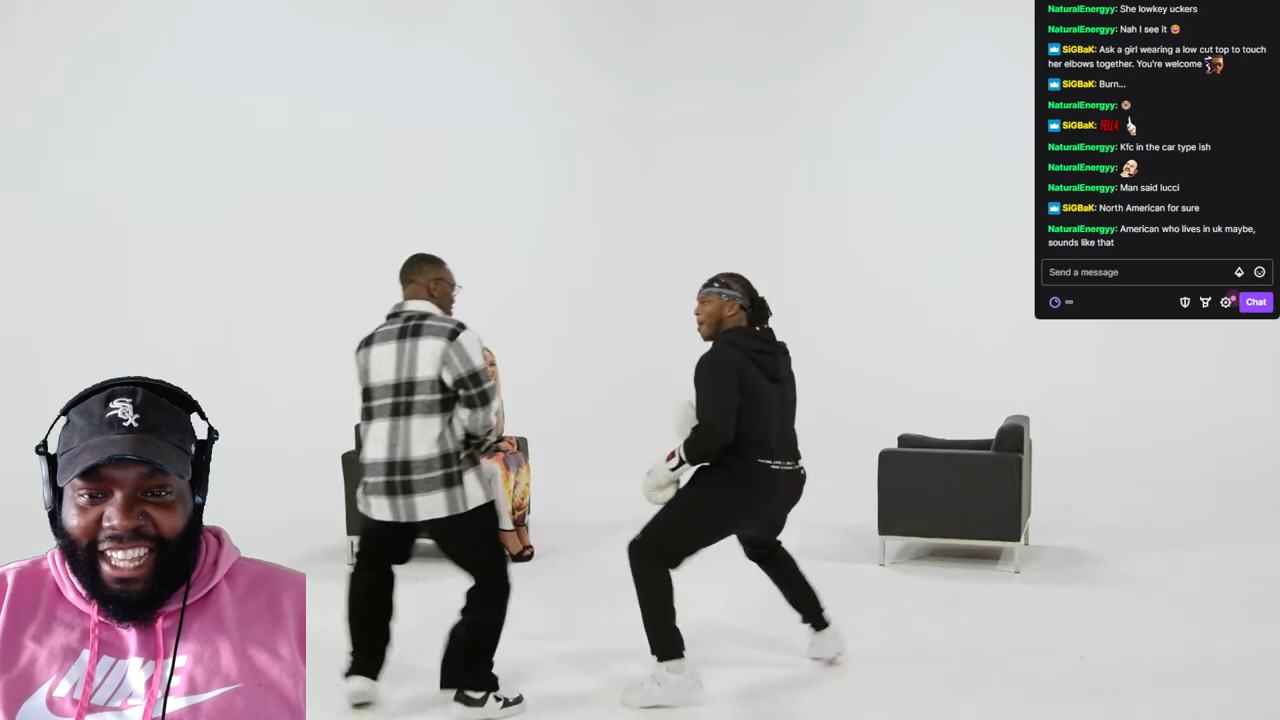 NaturalEnergyy: She lowkey uckers
NaturalEnergyy: Nah I see it
SiGBaK: Ask a girl wearing a low cut top to touch
her elbows together. You're welcome
SiGBaK: Burn...
NaturalEnergyy:
SiGBaK: FELLA
NaturalEnergyy: Kfc in the car type ish
NaturalEnergyy:
NaturalEnergyy: Man said lucci
SiGBaK: North American for sure
NaturalEnergyy: American who lives in uk maybe,
sounds like that
Send a message
Chat
SOX
NIKE